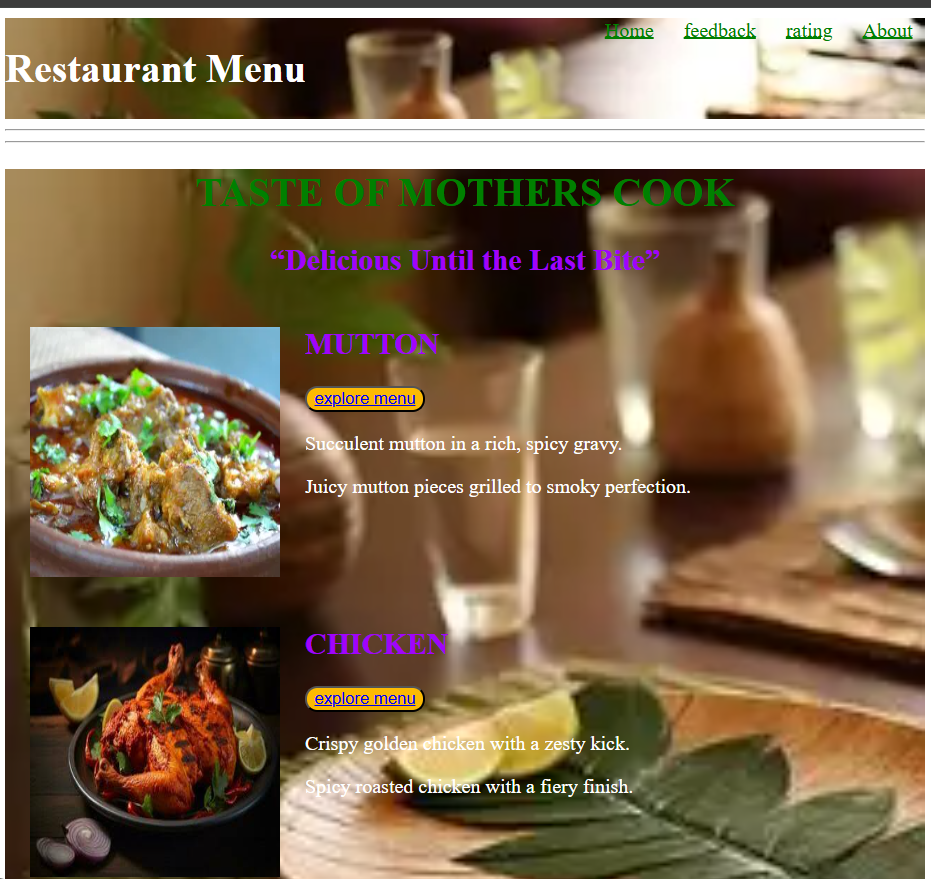 Home feedback rating About
Restaurant Menu
TASTE OF MOTHERS COOK
“Delicious Until the Last Bite”
MUTTON
explore menu
Succulent mutton in a rich, spicy gravy.
Juicy mutton pieces grilled to smoky perfection.
CHICKEN
explore menu
Crispy golden chicken with a zesty kick.
Spicy roasted chicken with a fiery finish.